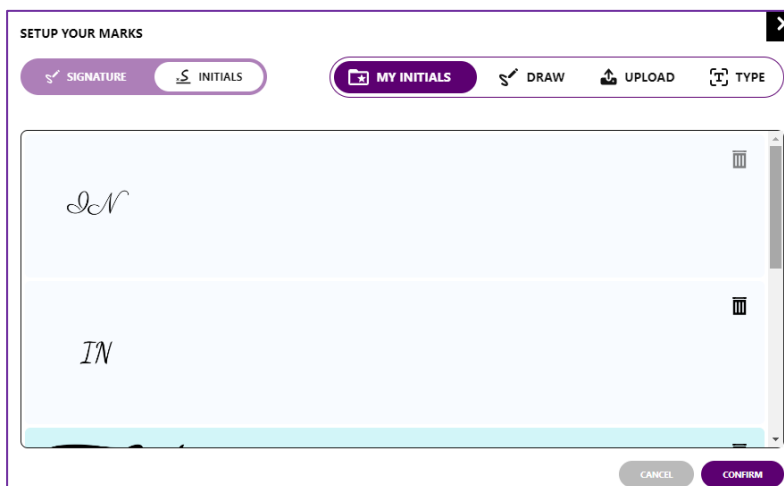 SETUP YOUR MARKS
SIGNATURE INITIALS MY INITIALS DRAW UPLOAD TYPE
IN
IN
CANCEL CONFIRM